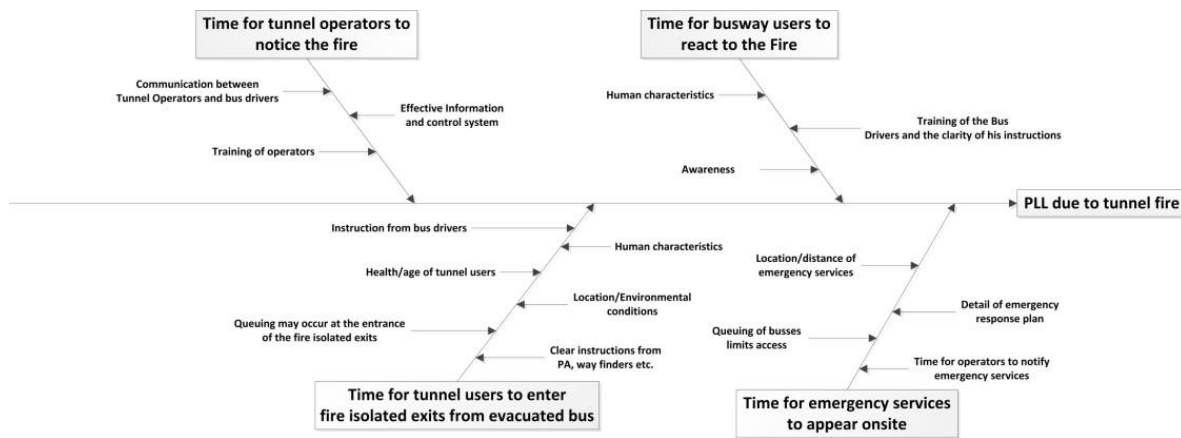 Time for tunnel operators to
notice the fire
Time for busway users to
react to the Fire
Communication between
Tunnel Operators and bus drivers
Effective Information
and control system
Training of operators
Human characteristics
Training of the Bus
Drivers and the clarity of his instructions
Awareness
PLL due to tunnel fire
Instruction from bus drivers
Human characteristics
Health/age of tunnel users
Location/Environmental
conditions
Queuing may occur at the entrance
of the fire isolated exits
Clear instructions from
PA, way finders etc.
Time for tunnel users to enter
fire isolated exits from evacuated bus
Location/distance of
emergency services
Detail of emergency
response plan
Queuing of busses
limits access
Time for operators to notify
emergency services
Time for emergency services
to appear onsite